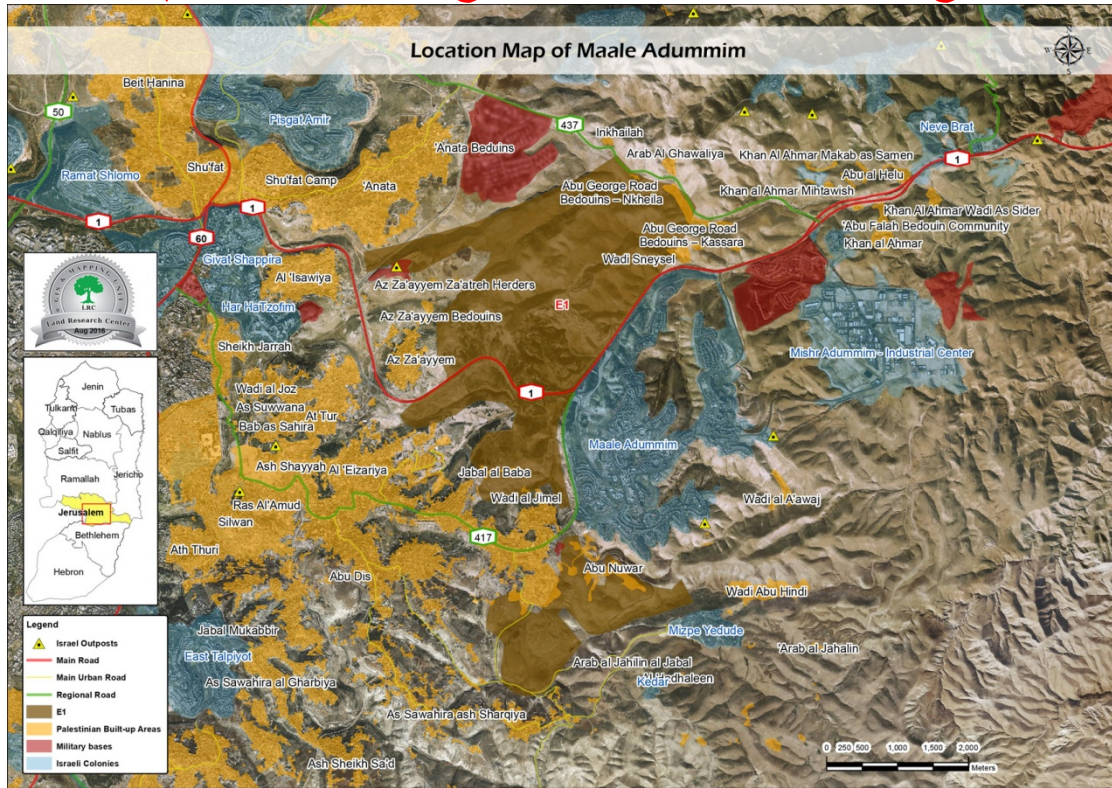 Location Map of Maale Adummim
N
W
E
S
Beit Hanina
50
Pisgat Amir
437
Inkhailah
Neve Brat
'Anata Beduins
Arab Al Ghawaliya
Khan Al Ahmar Makab as Samen
1
Shu'fat
Abu al Helu
Ramat Shlomo
Shu'fat Camp
'Anata
Abu George Road
Bedouins – Nkheila
Khan al Ahmar Mihtawish
1
1
Khan Al Ahmar Wadi As Sider
60
Abu George Road
Bedouins – Kassara
'Abu Falah Bedouin Community
Khan al Ahmar
Givat Shappira
Wadi Sneysel
Al 'Isawiya
Az Za'ayyem Za'atreh Herders
GIS & MAPPING UNIT
LRC
Land Research Center
Aug 2016
Har HaTzofim
E1
Az Za'ayyem Bedouins
Sheikh Jarrah
Az Za'ayyem
Mishr Adummim - Industrial Center
Wadi al Joz
1
As Suwwana
At Tur
Bab as Sahira
Maale Adummim
Ash Shayyah
Al 'Eizariya
Jabal al Baba
Wadi al Jimel
Wadi al A'awaj
Ras Al'Amud
Silwan
417
Ath Thuri
Abu Dis
Abu Nuwar
Wadi Abu Hindi
Jenin
Tulkarm
Tubas
Qalqiliya
Nablus
Salfit
Ramallah
Jericho
Jerusalem
Bethlehem
Hebron
Jabal Mukabbir
Mizpe Yedude
East Talpiyot
'Arab al Jahalin
Arab al Jahilin al Jabal
Kedar
As Sawahira al Gharbiya
As Sawahira ash Sharqiya
Ash Sheikh Sa'd
Legend
Israel Outposts
Main Road
Main Urban Road
Regional Road
E1
Palestinian Built-up Areas
Military bases
Israeli Colonies
0 250 500 1,000 1,500 2,000
Meters